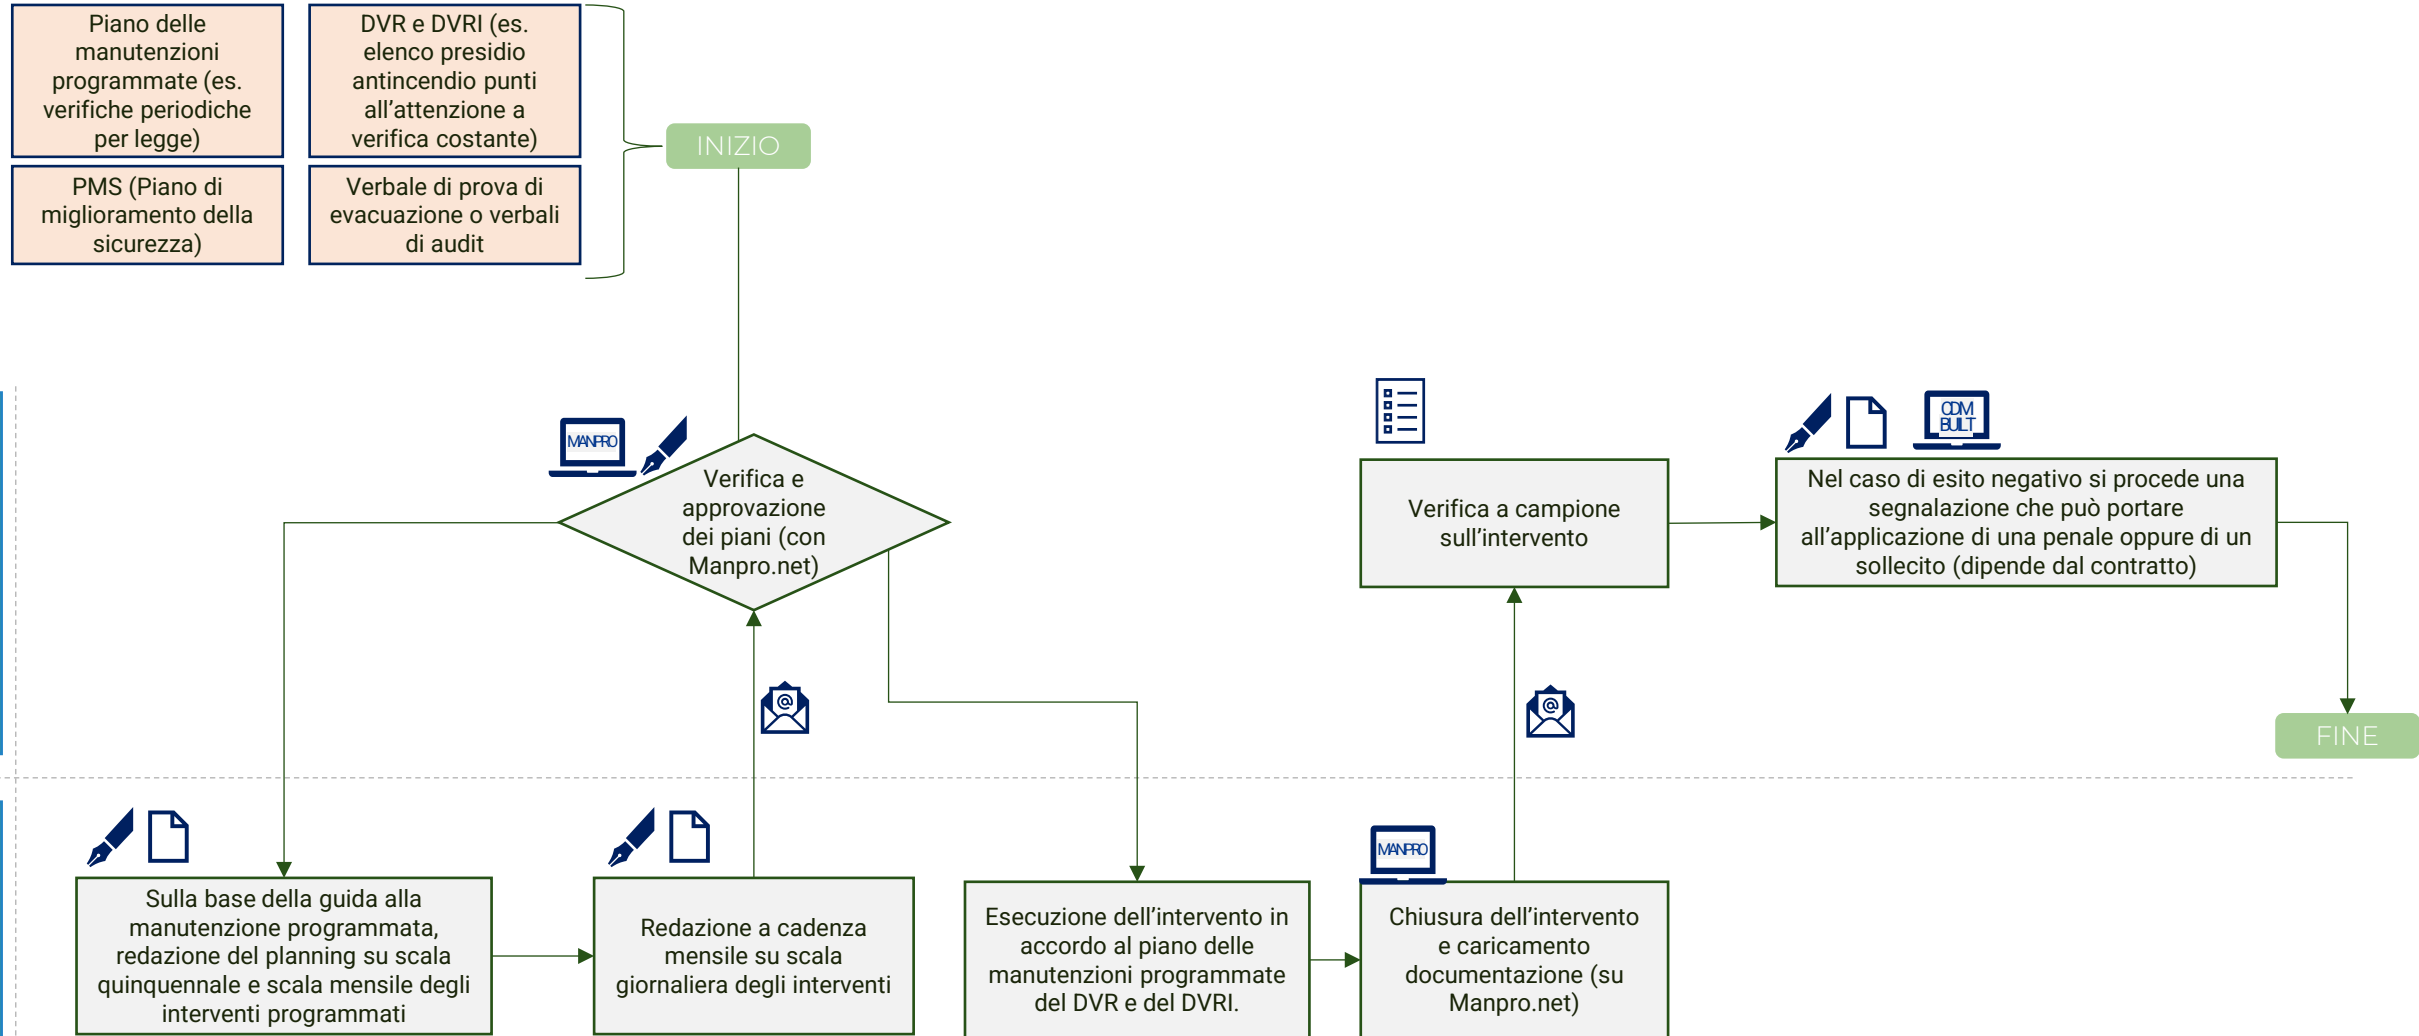 Piano delle
manutenzioni
programmate (es.
verifiche periodiche
per legge)
DVR e DVRI (es.
elenco presidio
antincendio punti
all’attenzione a
verifica costante)
PMS (Piano di
miglioramento della
sicurezza)
Verbale di prova di
evacuazione o verbali
di audit
INIZIO
MANPRO
Verifica e
approvazione
dei piani (con
Manpro.net)
Verifica a campione
sull’intervento
ODM
BUILT
Nel caso di esito negativo si procede una
segnalazione che può portare
all’applicazione di una penale oppure di un
sollecito (dipende dal contratto)
@
@
FINE
Sulla base della guida alla
manutenzione programmata,
redazione del planning su scala
quinquennale e scala mensile degli
interventi programmati
Redazione a cadenza
mensile su scala
giornaliera degli interventi
Esecuzione dell’intervento in
accordo al piano delle
manutenzioni programmate
del DVR e del DVRI.
MANPRO
Chiusura dell’intervento
e caricamento
documentazione (su
Manpro.net)